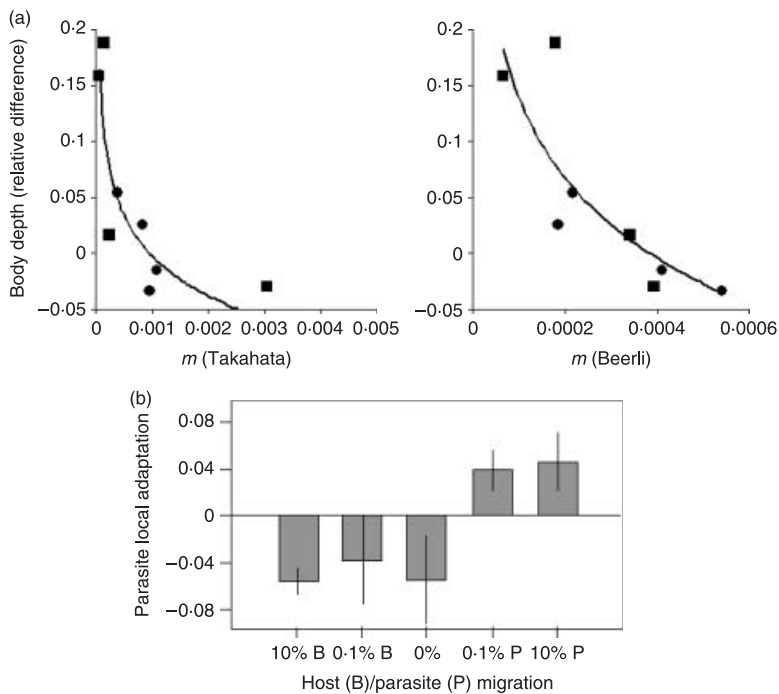 (a)
Body depth (relative difference)
0·2
0·15
0·1
0·05
0
−0·05
0 0·001 0·002 0·003 0·004 0·005
m (Takahata)
0·2
0·15
0·1
0·05
0
−0·05
0 0·0002 0·0004 0·0006
m (Beerli)
(b)
Parasite local adaptation
0·08
0·04
0
−0·04
−0·08
10% B 0·1% B 0% 0·1% P 10% P
Host (B)/parasite (P) migration